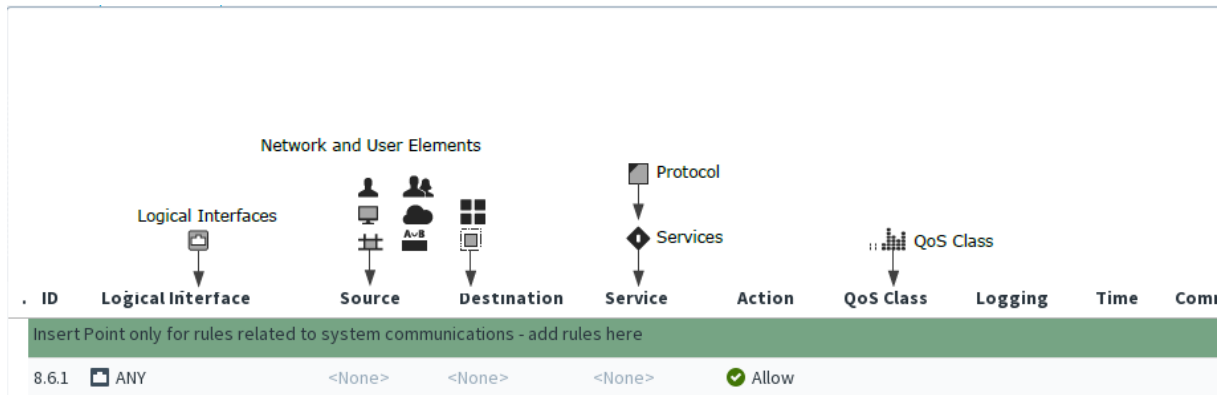 Network and User Elements
Protocol
Logical Interfaces
A∪B
Services
QoS Class
. ID Logical Interface Source Destination Service Action QoS Class Logging Time Comm
Insert Point only for rules related to system communications - add rules here
8.6.1 ANY <None> <None> <None> Allow